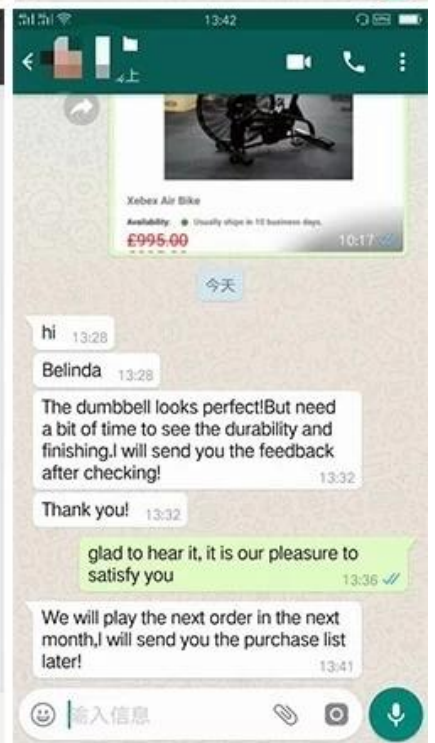 13:42
上
Xebex Air Bike
Availability: Usually ships in 10 business days.
£995.00
10:17
今天
hi 13:28
Belinda 13:28
The dumbbell looks perfect!But need
a bit of time to see the durability and
finishing.I will send you the feedback
after checking!
13:32
Thank you! 13:32
glad to hear it, it is our pleasure to
satisfy you
13:36
We will play the next order in the next
month,I will send you the purchase list
later!
13:41
输入信息